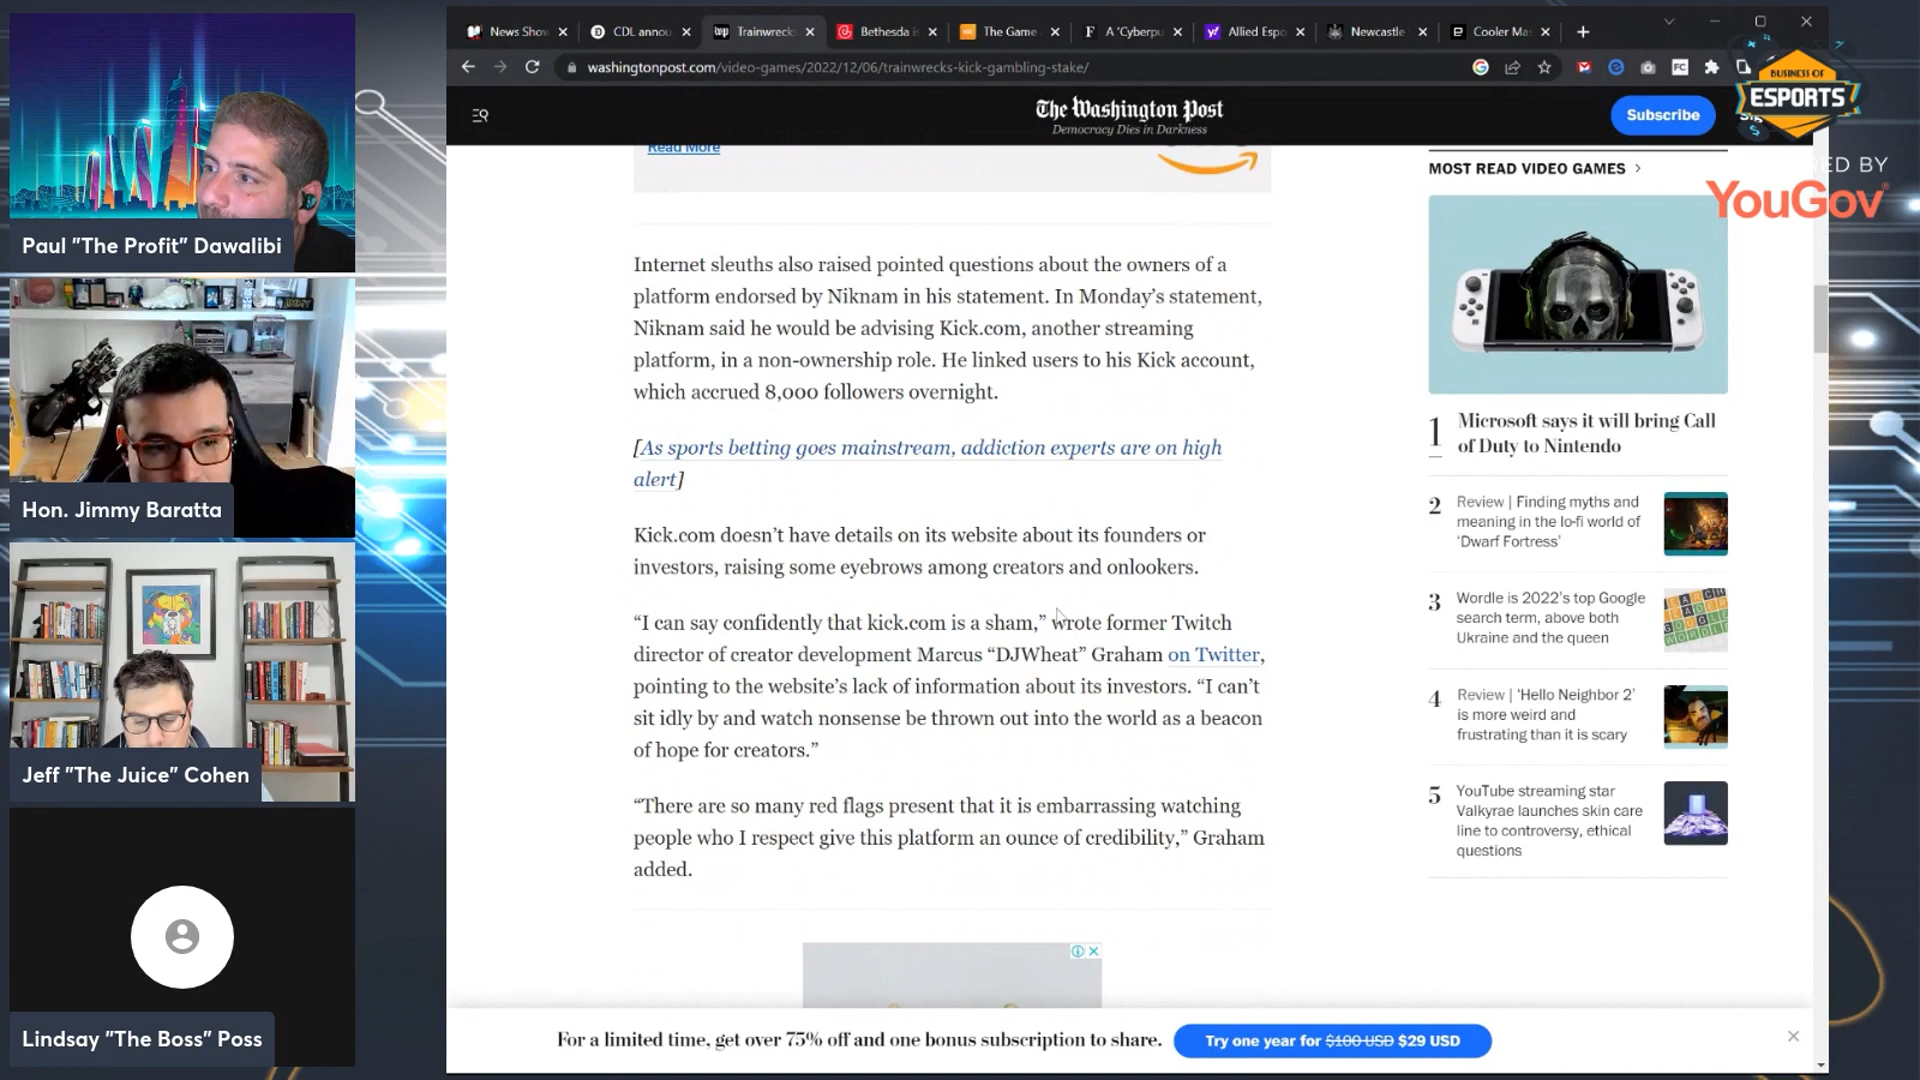 Paul "The Profit" Dawalibi
Hon. Jimmy Baratta
Jeff "The Juice" Cohen
Lindsay "The Boss" Poss
News Show
CDL annou
Trainwreck
Bethesda is
The Game
A 'Cyberpu
Allied Espo
Newcastle
Cooler Ma
washingtonpost.com/video-games/2022/12/06/trainwrecks-kick-gambling-stake/
The Washington Post
Democracy Dies in Darkness
Subscribe
BUSINESS OF
ESPORTS
ED BY
YouGov
Read More
Internet sleuths also raised pointed questions about the owners of a
platform endorsed by Niknam in his statement. In Monday’s statement,
Niknam said he would be advising Kick.com, another streaming
platform, in a non-ownership role. He linked users to his Kick account,
which accrued 8,000 followers overnight.
[As sports betting goes mainstream, addiction experts are on high
alert]
Kick.com doesn’t have details on its website about its founders or
investors, raising some eyebrows among creators and onlookers.
“I can say confidently that kick.com is a sham,” wrote former Twitch
director of creator development Marcus “DJWheat” Graham on Twitter,
pointing to the website’s lack of information about its investors. “I can’t
sit idly by and watch nonsense be thrown out into the world as a beacon
of hope for creators.”
“There are so many red flags present that it is embarrassing watching
people who I respect give this platform an ounce of credibility,” Graham
added.
MOST READ VIDEO GAMES
1
Microsoft says it will bring Call
of Duty to Nintendo
2
Review | Finding myths and
meaning in the lo-fi world of
‘Dwarf Fortress’
3
Wordle is 2022’s top Google
search term, above both
Ukraine and the queen
4
Review | ‘Hello Neighbor 2’
is more weird and
frustrating than it is scary
5
YouTube streaming star
Valkyrae launches skin care
line to controversy, ethical
questions
For a limited time, get over 75% off and one bonus subscription to share.
Try one year for $100 USD $29 USD